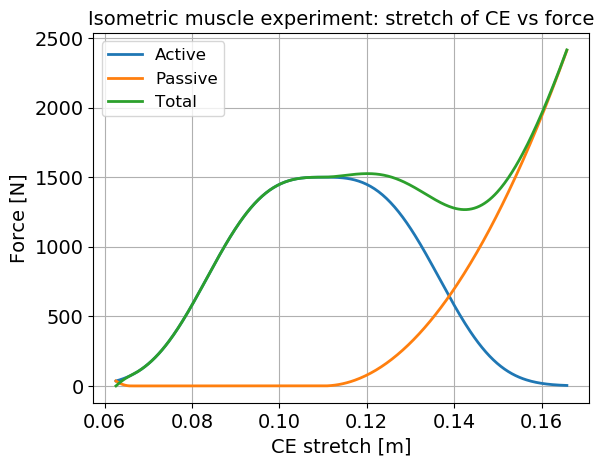 Isometric muscle experiment: stretch of CE vs force
Active
Passive
Total
Force [N]
2500
2000
1500
1000
500
0
0.06 0.08 0.10 0.12 0.14 0.16
CE stretch [m]